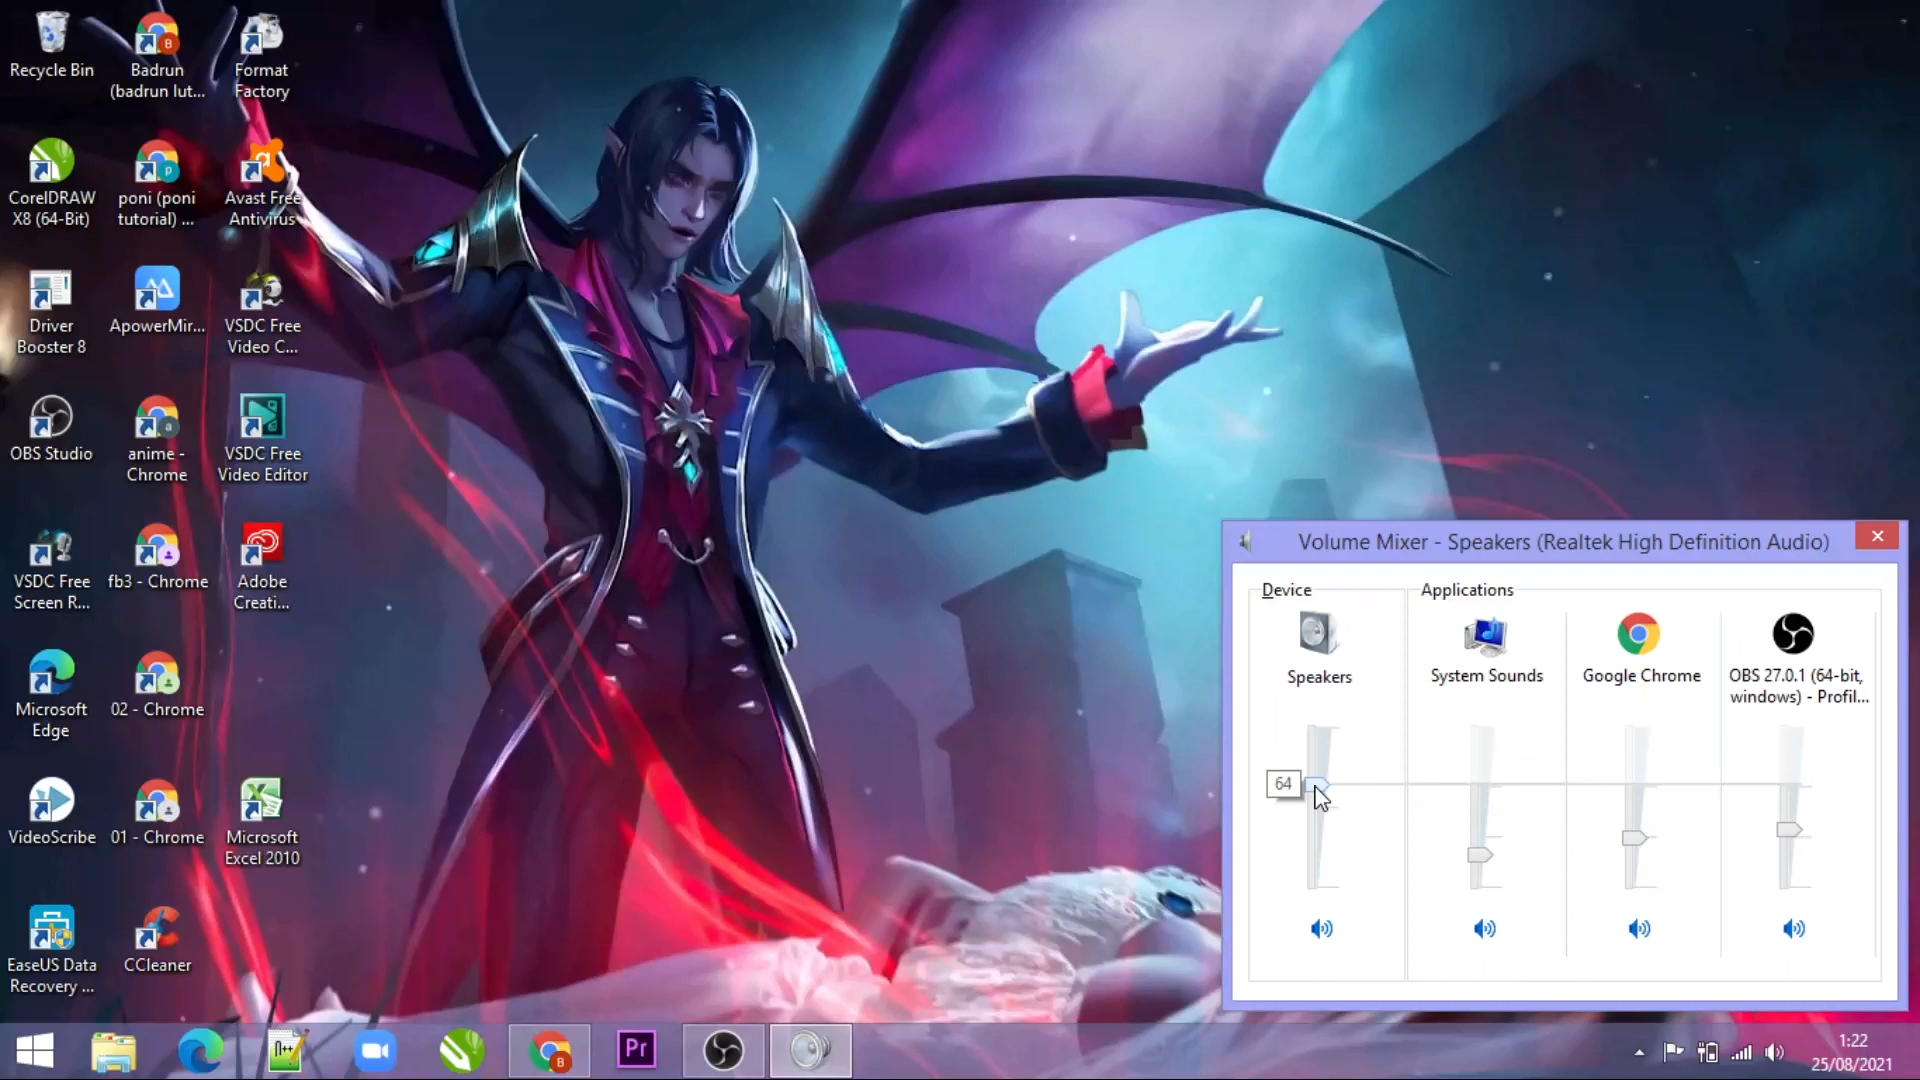 Recycle Bin
Badrun
(badrun lut...
Format
Factory
CorelDRAW
X8 (64-Bit)
poni (poni
tutorial) ...
Avast Free
Antivirus
Driver
Booster 8
ApowerMir...
VSDC Free
Video C...
OBS Studio
anime -
Chrome
VSDC Free
Video Editor
VSDC Free
Screen R...
fb3 - Chrome
Adobe
Creati...
Microsoft
Edge
02 - Chrome
VideoScribe
01 - Chrome
Microsoft
Excel 2010
EaseUS Data
Recovery ...
CCleaner
Volume Mixer - Speakers (Realtek High Definition Audio)
Device
Applications
Speakers
System Sounds
Google Chrome
OBS 27.0.1 (64-bit,
windows) - Profil...
64
Pr
1:22
25/08/2021